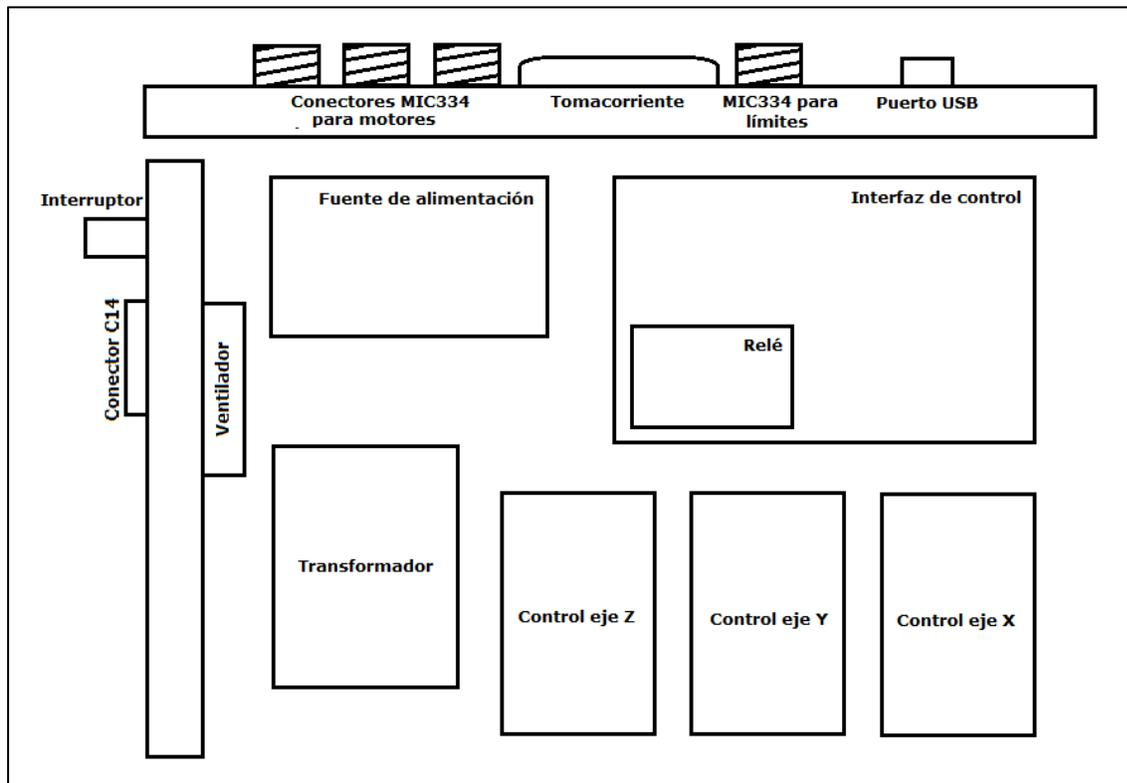 Conectores MIC334
para motores
Tomacorriente
MIC334 para
límites
Puerto USB
Interruptor
Conector C14
Ventilador
Fuente de alimentación
Interfaz de control
Relé
Transformador
Control eje Z
Control eje Y
Control eje X